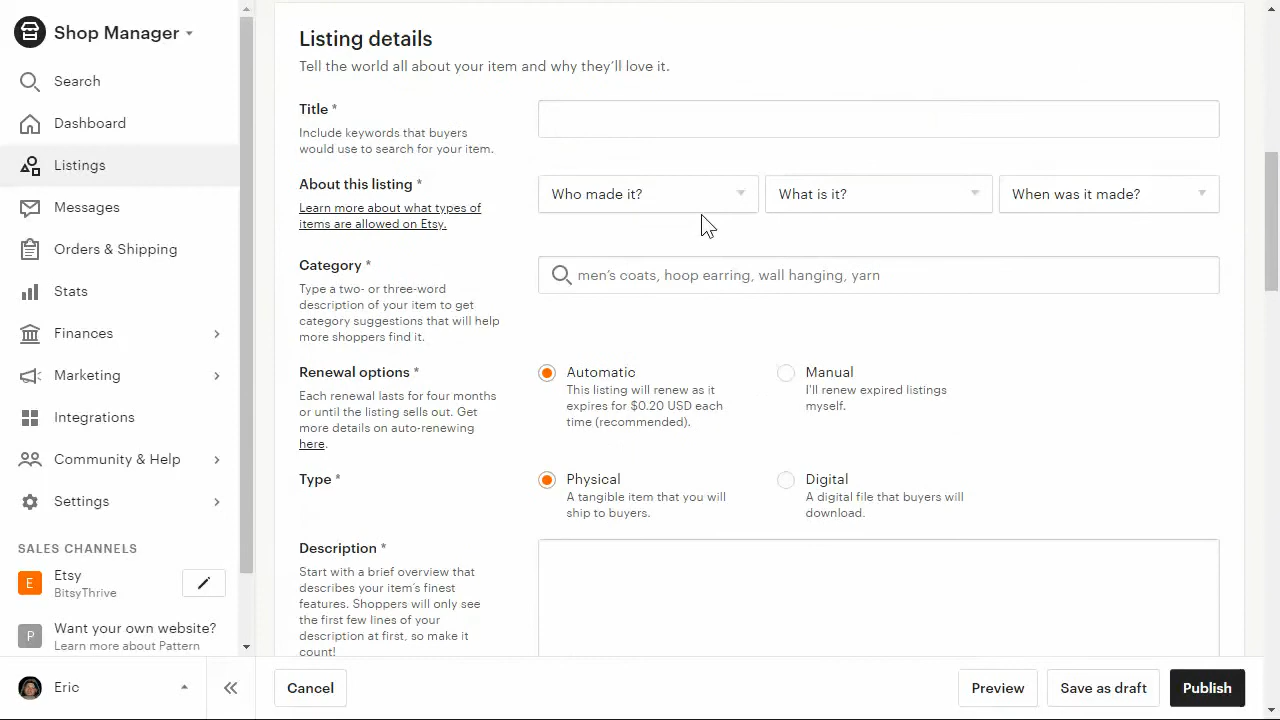 Shop Manager
Search
Dashboard
Listings
Messages
Orders & Shipping
Stats
Finances
Marketing
Integrations
Community & Help
Settings
SALES CHANNELS
E
Etsy
BitsyThrive
P
Want your own website?
Learn more about Pattern
Eric
Listing details
Tell the world all about your item and why they’ll love it.
Title *
Include keywords that buyers
would use to search for your item.
About this listing *
Learn more about what types of
items are allowed on Etsy.
Who made it?
What is it?
When was it made?
Category *
Type a two- or three-word
description of your item to get
category suggestions that will help
more shoppers find it.
men’s coats, hoop earring, wall hanging, yarn
Renewal options *
Each renewal lasts for four months
or until the listing sells out. Get
more details on auto-renewing
here.
Automatic
This listing will renew as it
expires for $0.20 USD each
time (recommended).
Manual
I’ll renew expired listings
myself.
Type *
Physical
A tangible item that you will
ship to buyers.
Digital
A digital file that buyers will
download.
Description *
Start with a brief overview that
describes your item’s finest
features. Shoppers will only see
the first few lines of your
description at first, so make it
count!
Cancel
Preview
Save as draft
Publish